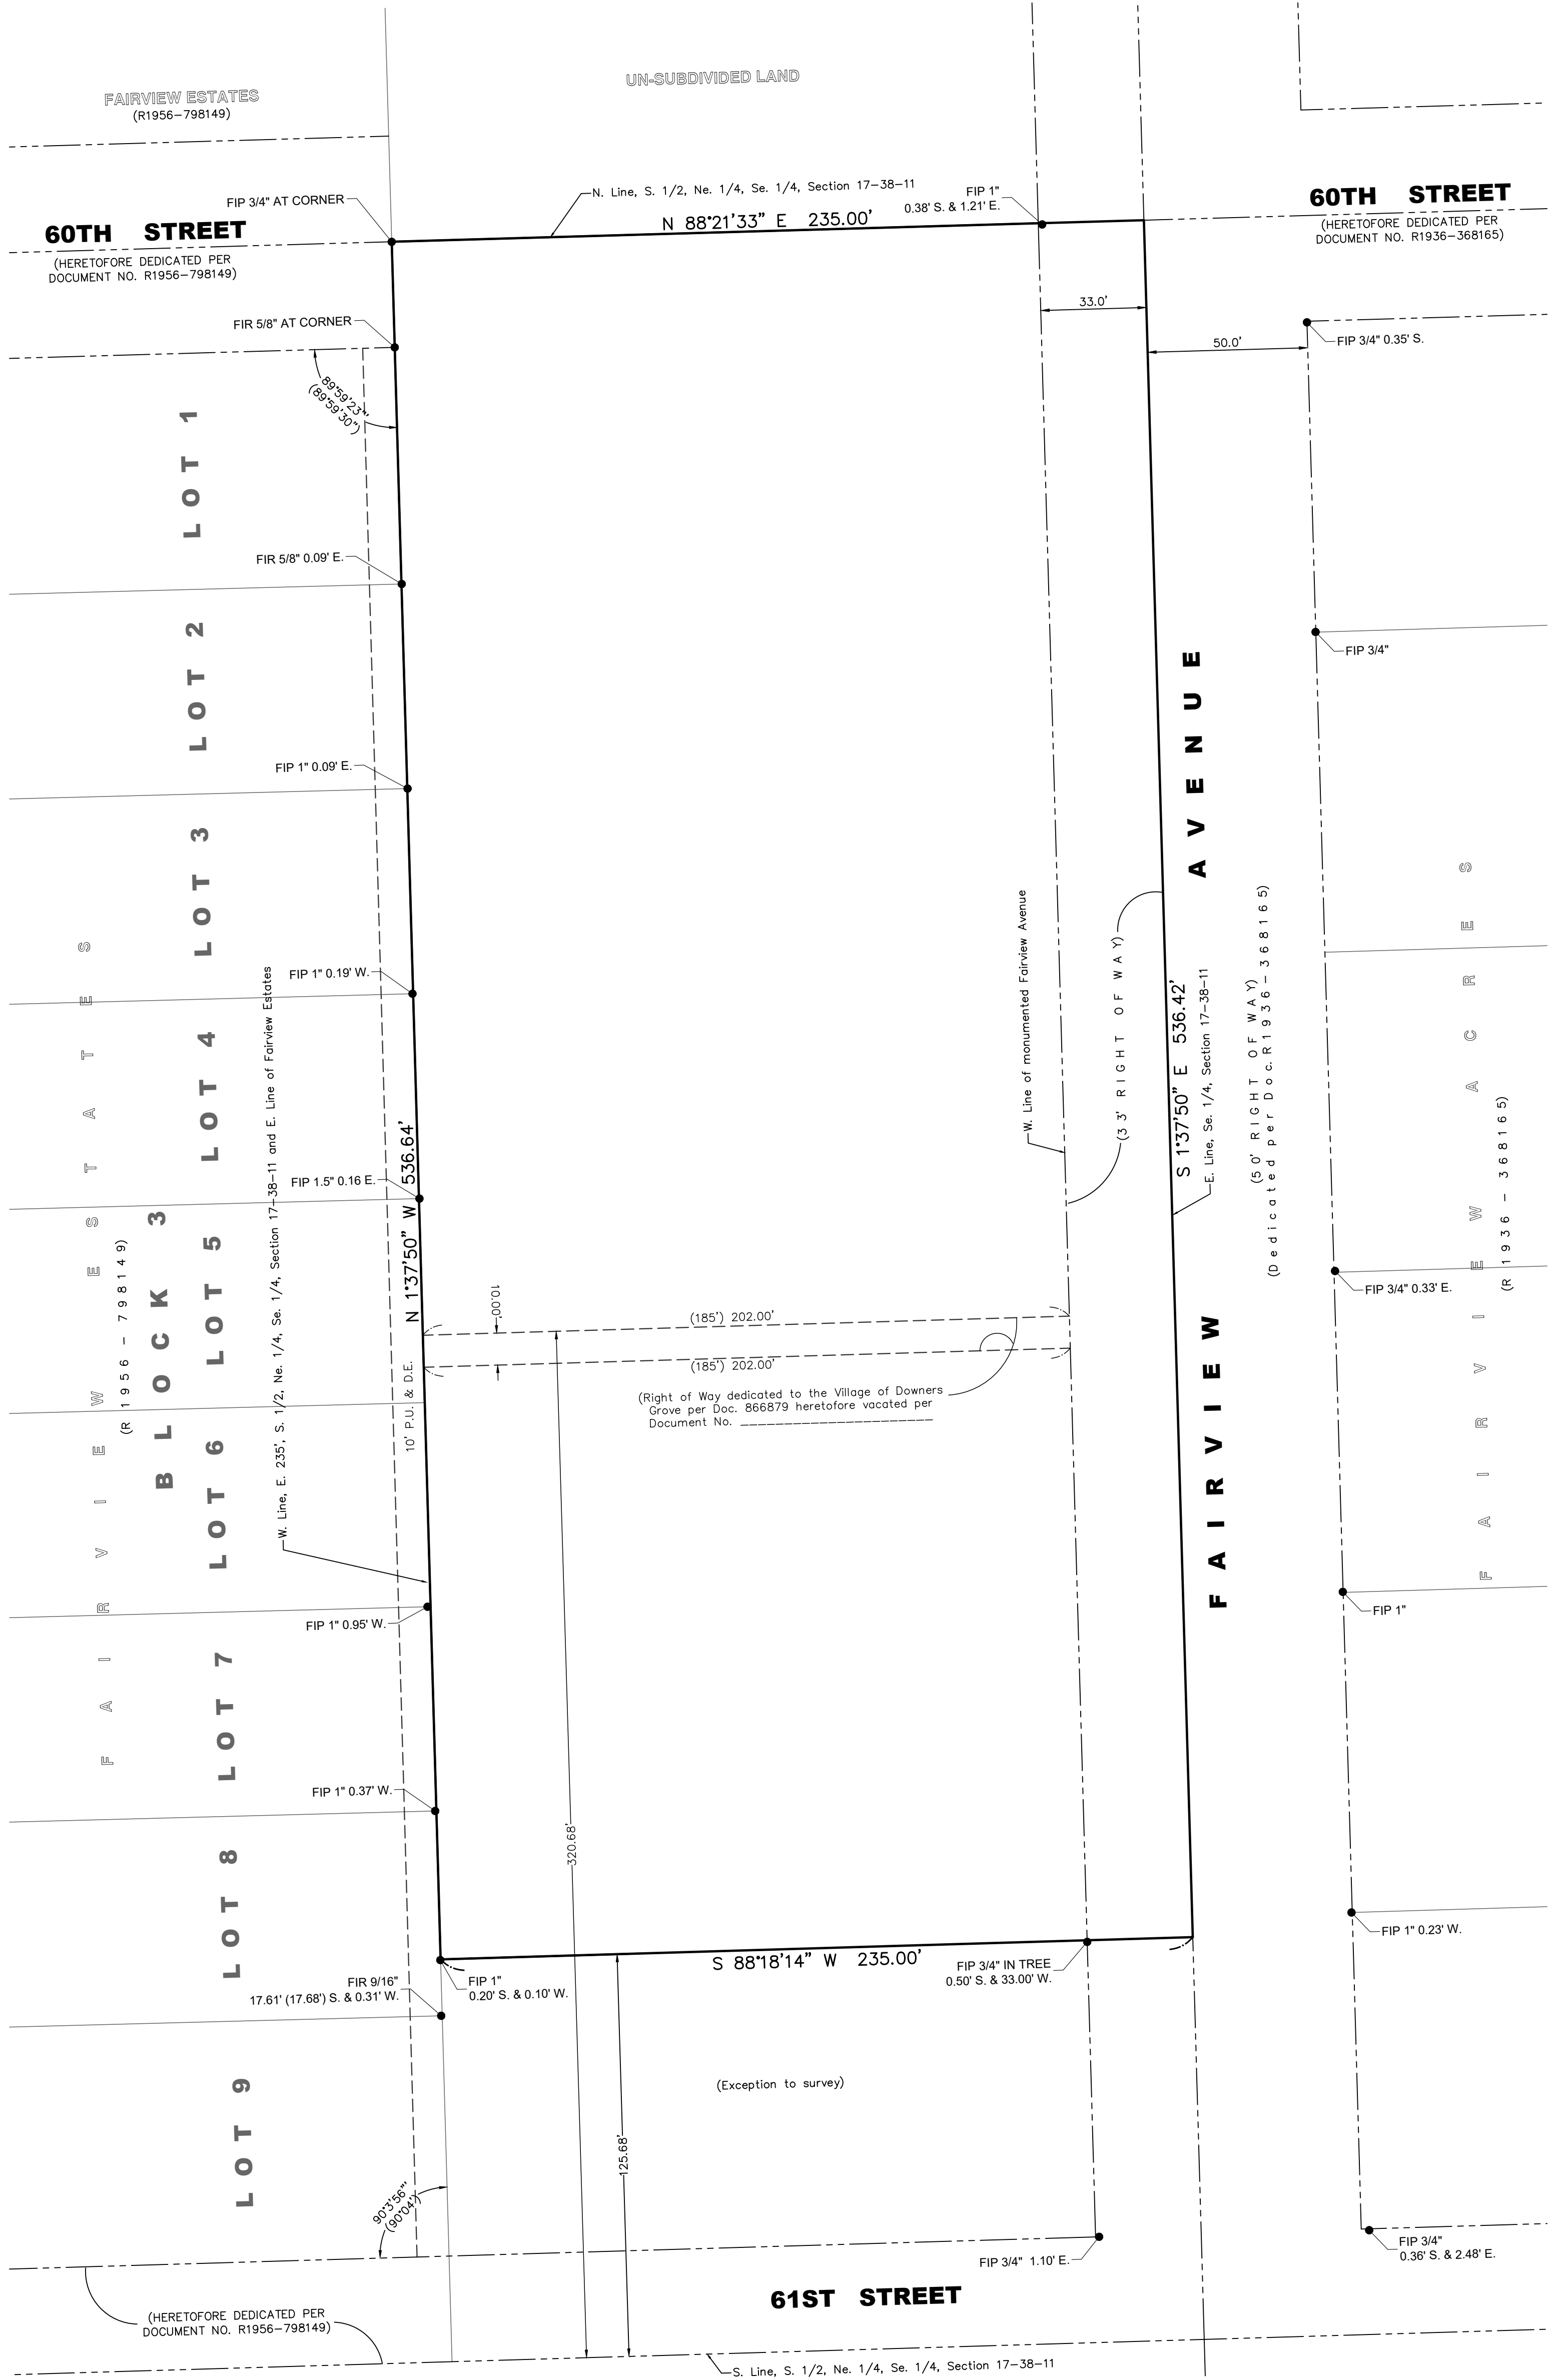 UN-SUBDIVIDED LAND
FAIRVIEW ESTATES
(R1956-798149)
FIP 3/4" AT CORNER
N. Line, S. 1/2, Ne. 1/4, Se. 1/4, Section 17-38-11
N 88°21'33" E 235.00'
FIP 1"
0.38' S. & 1.21' E.
60TH STREET
(HERETOFORE DEDICATED PER
DOCUMENT NO. R1956-798149)
60TH STREET
(HERETOFORE DEDICATED PER
DOCUMENT NO. R1936-368165)
33.0'
50.0'
FIP 3/4" 0.35' S.
FIR 5/8" AT CORNER
89°59'23"
(89°59'30")
LOT 1
FIR 5/8" 0.09' E.
LOT 2
FIP 3/4"
FIP 1" 0.09' E.
LOT 3
FIP 1" 0.19' W.
LOT 4
FIP 1.5" 0.16 E.
LOT 5
LOT 6
FIP 1" 0.95' W.
LOT 7
FIP 1" 0.37' W.
LOT 8
FAIRVIEW ESTATES
(R 1956 - 798149)
BLOCK 3
W. Line, E. 235', S. 1/2, Ne. 1/4, Se. 1/4, Section 17-38-11 and E. Line of Fairview Estates
N 1°37'50" W 536.64'
10' P.U. & D.E.
10.00'
(185') 202.00'
(185') 202.00'
(Right of Way dedicated to the Village of Downers
Grove per Doc. 866879 heretofore vacated per
Document No. ______________________
W. Line of monumented Fairview Avenue
(33' RIGHT OF WAY)
S 1°37'50" E 536.42'
E. Line, Se. 1/4, Section 17-38-11
FAIRVIEW AVENUE
(50' RIGHT OF WAY)
(Dedicated per Doc. R1936-368165)
FAIRVIEW ACRES
(R 1936 - 368165)
FIP 3/4" 0.33' E.
FIP 1"
FIP 1" 0.23' W.
320.68'
S 88°18'14" W 235.00'
FIP 3/4" IN TREE
0.50' S. & 33.00' W.
FIR 9/16"
17.61' (17.68') S. & 0.31' W.
FIP 1"
0.20' S. & 0.10' W.
(Exception to survey)
125.68'
LOT 9
90°3'56"
(90°04')
FIP 3/4" 1.10' E.
FIP 3/4"
0.36' S. & 2.48' E.
61ST STREET
(HERETOFORE DEDICATED PER
DOCUMENT NO. R1956-798149)
S. Line, S. 1/2, Ne. 1/4, Se. 1/4, Section 17-38-11